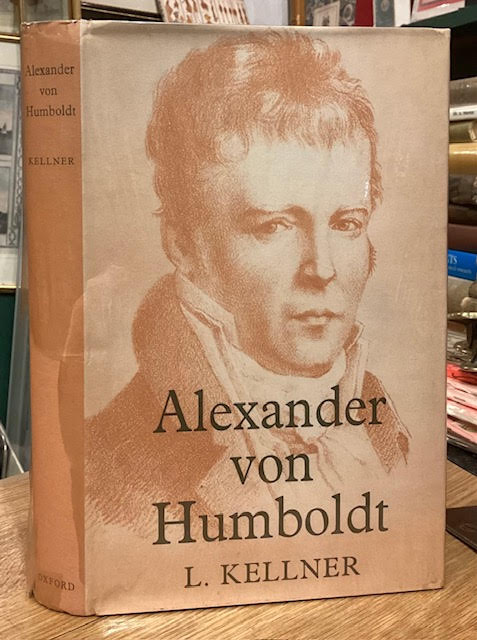 Alexander
von
Humboldt
KELLNER
OXFORD
Alexander
von
Humboldt
L. KELLNER